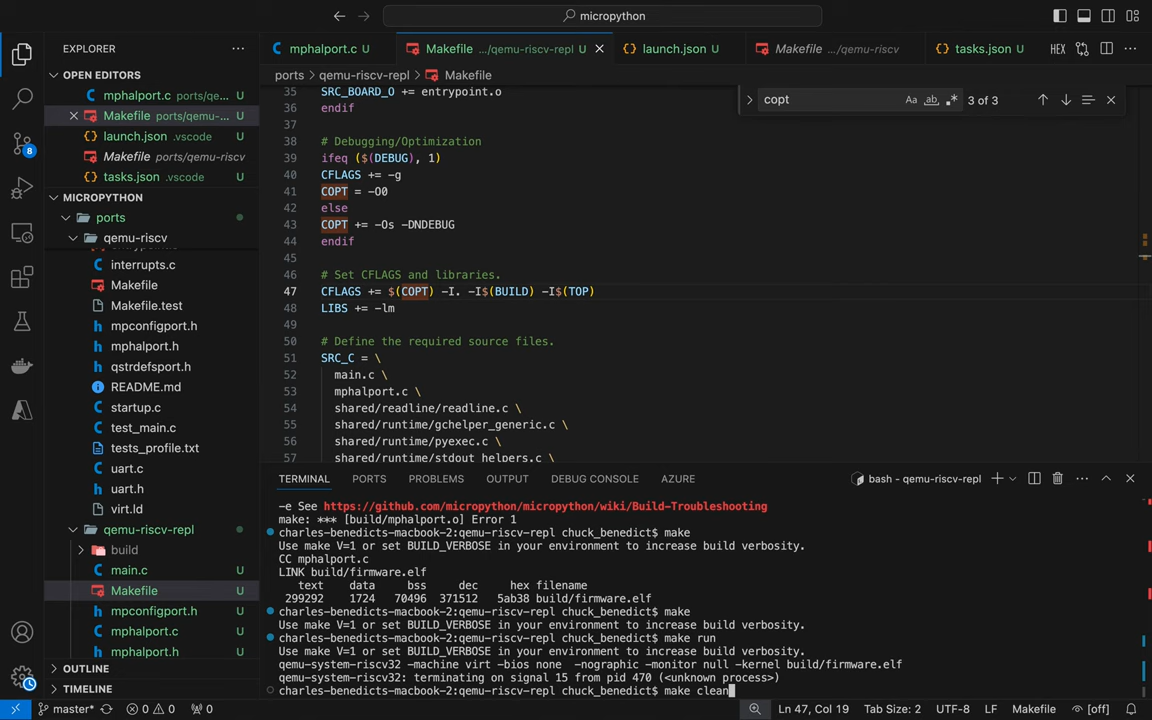 micropython
EXPLORER
OPEN EDITORS
mphalport.c ports/qe... U
Makefile ports/qemu-... U
launch.json .vscode U
Makefile ports/qemu-riscv
tasks.json .vscode U
MICROPYTHON
ports
qemu-riscv
interrupts.c
Makefile
Makefile.test
mpconfigport.h
mphalport.h
qstrdefsport.h
README.md
startup.c
test_main.c
tests_profile.txt
uart.c
uart.h
virt.ld
qemu-riscv-repl
build
main.c U
Makefile U
mpconfigport.h U
mphalport.c U
mphalport.h U
OUTLINE
TIMELINE
8
mphalport.c U
Makefile .../qemu-riscv-repl U
launch.json U
Makefile .../qemu-riscv
tasks.json U
HEX
ports > qemu-riscv-repl > Makefile
copt
Aa ab 3 of 3
35 SRC_BOARD_O += entrypoint.o
36 endif
37
38 # Debugging/Optimization
39 ifeq ($(DEBUG), 1)
40 CFLAGS += -g
41 COPT = -O0
42 else
43 COPT += -Os -DNDEBUG
44 endif
45
46 # Set CFLAGS and libraries.
47 CFLAGS += $(COPT) -I. -I$(BUILD) -I$(TOP)
48 LIBS += -lm
49
50 # Define the required source files.
51 SRC_C = \
52 main.c \
53 mphalport.c \
54 shared/readline/readline.c \
55 shared/runtime/gchelper_generic.c \
56 shared/runtime/pyexec.c \
57 shared/runtime/stdout_helpers.c \
TERMINAL PORTS PROBLEMS OUTPUT DEBUG CONSOLE AZURE
bash - qemu-riscv-repl
-e See https://github.com/micropython/micropython/wiki/Build-Troubleshooting
make: *** [build/mphalport.o] Error 1
charles-benedicts-macbook-2:qemu-riscv-repl chuck_benedict$ make
Use make V=1 or set BUILD_VERBOSE in your environment to increase build verbosity.
CC mphalport.c
LINK build/firmware.elf
text data bss dec hex filename
299292 1724 70496 371512 5ab38 build/firmware.elf
charles-benedicts-macbook-2:qemu-riscv-repl chuck_benedict$ make
Use make V=1 or set BUILD_VERBOSE in your environment to increase build verbosity.
charles-benedicts-macbook-2:qemu-riscv-repl chuck_benedict$ make run
Use make V=1 or set BUILD_VERBOSE in your environment to increase build verbosity.
qemu-system-riscv32 -machine virt -bios none -nographic -monitor null -kernel build/firmware.elf
qemu-system-riscv32: terminating on signal 15 from pid 470 (<unknown process>)
charles-benedicts-macbook-2:qemu-riscv-repl chuck_benedict$ make clean
master* 0 0 0 Ln 47, Col 19 Tab Size: 2 UTF-8 LF Makefile [off]